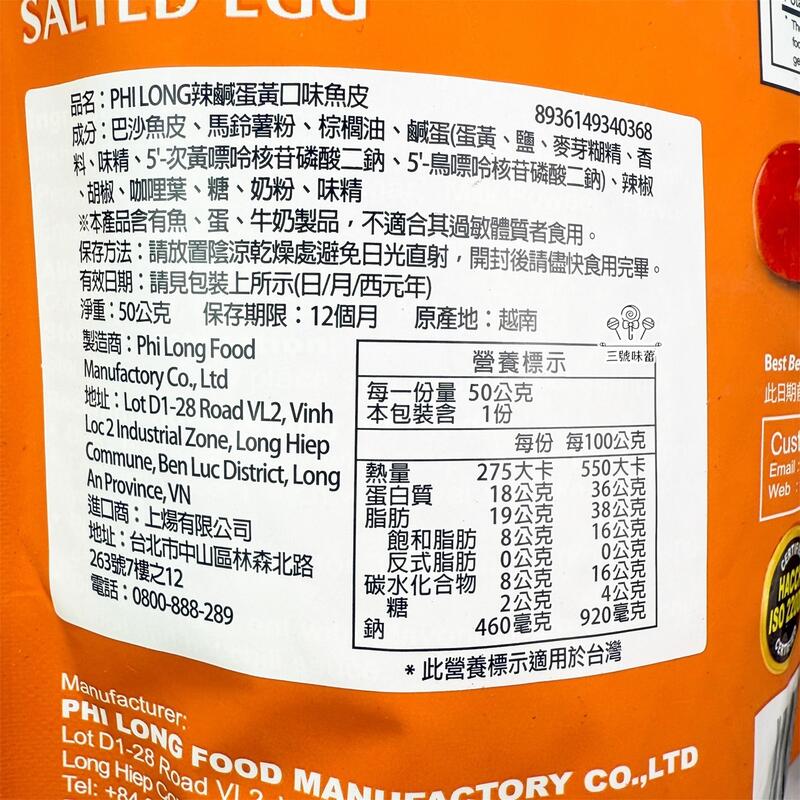 SALTED EGG
品名：PHI LONG辣鹹蛋黃口味魚皮
8936149340368
成分：巴沙魚皮、馬鈴薯粉、棕櫚油、鹹蛋(蛋黃、鹽、麥芽糊精、香
料、味精、5'-次黃嘌呤核苷磷酸二鈉、5'-鳥嘌呤核苷磷酸二鈉)、辣椒
、胡椒、咖哩葉、糖、奶粉、味精
※本產品含有魚、蛋、牛奶製品，不適合其過敏體質者食用。
保存方法：請放置陰涼乾燥處避免日光直射，開封後請儘快食用完畢。
有效日期：請見包裝上所示(日/月/西元年)
淨重：50公克 保存期限：12個月 原產地：越南
製造商：Phi Long Food
Manufactory Co., Ltd
地址：Lot D1-28 Road VL2, Vinh
Loc 2 Industrial Zone, Long Hiep
Commune, Ben Luc District, Long
An Province, VN
進口商：上煬有限公司
地址：台北市中山區林森北路
263號7樓之12
電話：0800-888-289
三號味蕾
營養標示
每一份量 50公克
本包裝含 1份
每份 每100公克
熱量 275大卡 550大卡
蛋白質 18公克 36公克
脂肪 19公克 38公克
飽和脂肪 8公克 16公克
反式脂肪 0公克 0公克
碳水化合物 8公克 16公克
糖 2公克 4公克
鈉 460毫克 920毫克
* 此營養標示適用於台灣
Manufacturer:
PHI LONG FOOD MANUFACTORY CO.,LTD
Lot D1-28 Road VL2
Long Hiep
Tel: +84
Best Be
此日期
Cust
Email
Web :
HACC
ISO 220